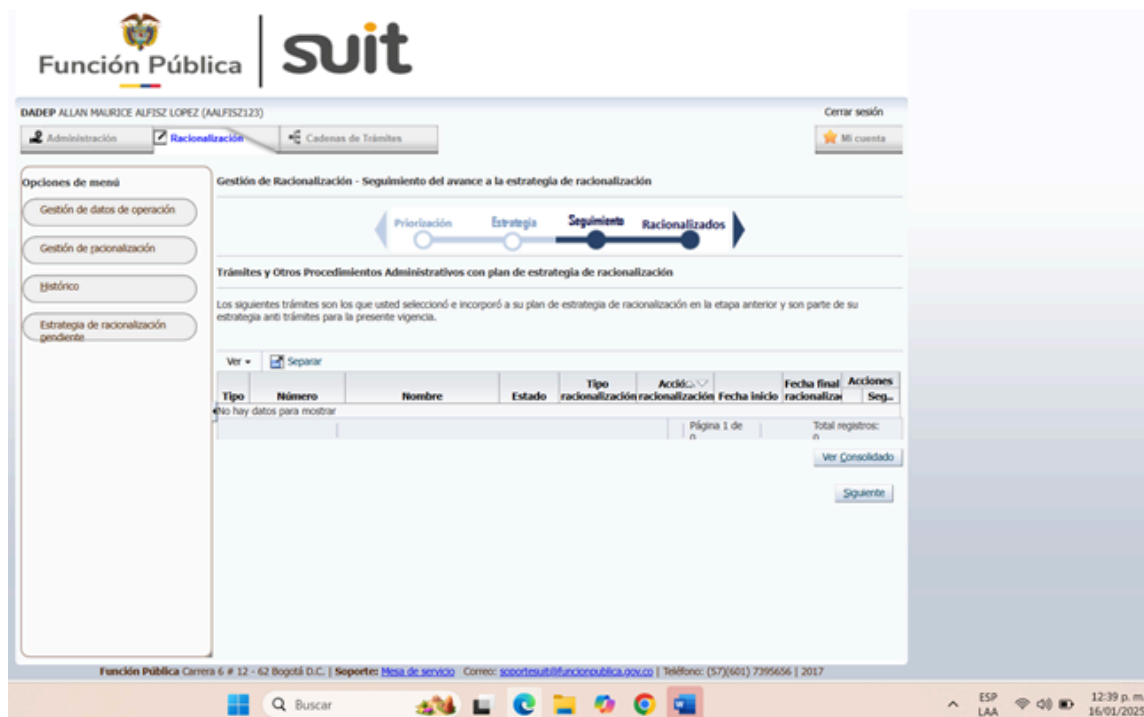 Función Pública
suit
DADEP ALLAN MAURICE ALFISZ LOPEZ (AALFISZ123)
Cerrar sesión
Administración
Racionalización
Cadenas de Trámites
Mi cuenta
Opciones de menú
Gestión de datos de operación
Gestión de racionalización
Histórico
Estrategia de racionalización
pendiente
Gestión de Racionalización - Seguimiento del avance a la estrategia de racionalización
Priorización Estrategia Seguimiento Racionalizados
Trámites y Otros Procedimientos Administrativos con plan de estrategia de racionalización
Los siguientes trámites son los que usted seleccionó e incorporó a su plan de estrategia de racionalización en la etapa anterior y son parte de su
estrategia anti trámites para la presente vigencia.
Ver Separar
Tipo Acción Fecha final Acciones
Tipo Número Nombre Estado racionalización racionalización Fecha inicio racionaliza Seg...
No hay datos para mostrar
Página 1 de Total registros:
0 0
Ver Consolidado
Siguiente
Función Pública Carrera 6 # 12 - 62 Bogotá D.C. | Soporte: Mesa de servicio Correo: soportesuit@funcionpublica.gov.co | Teléfono: (57)(601) 7395656 | 2017
Buscar
ESP 12:39 p. m.
LAA 16/01/2025